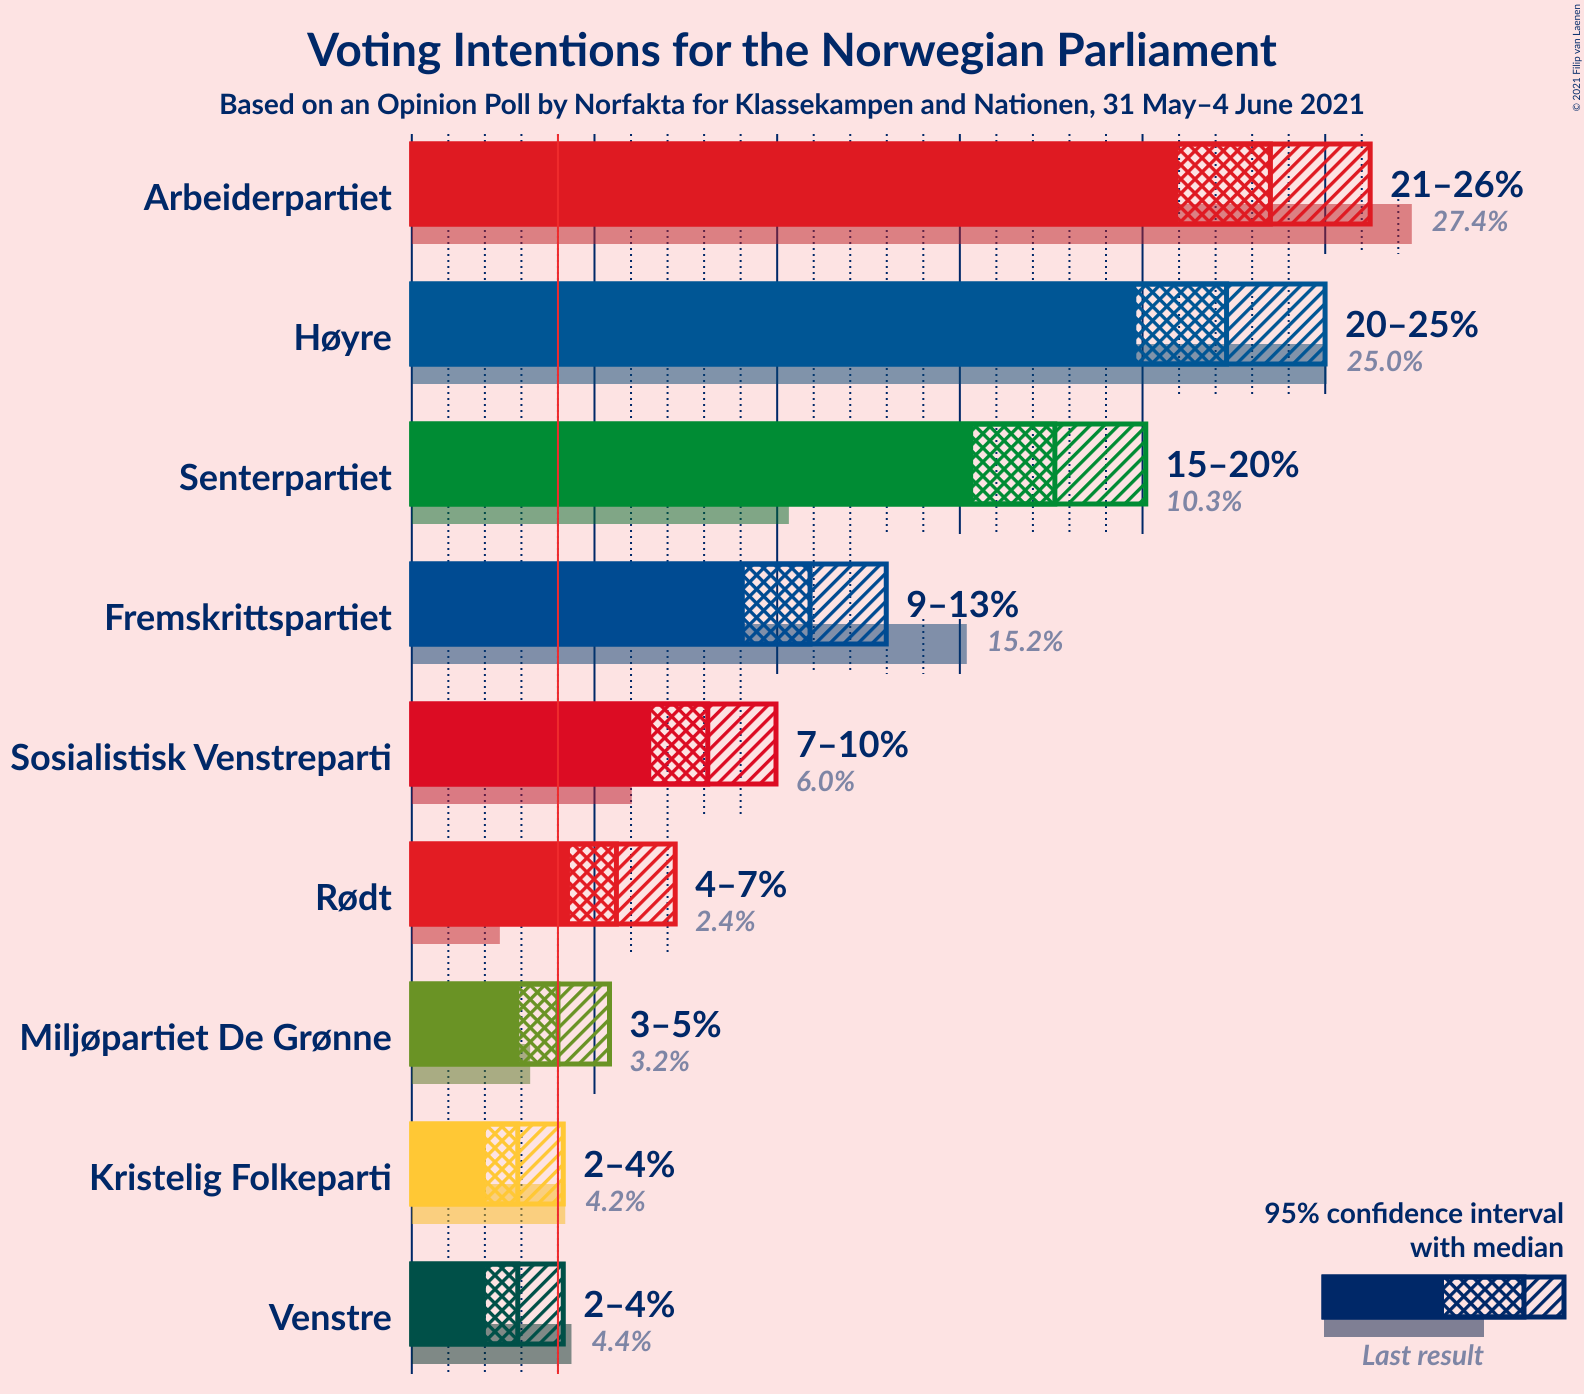 Voting Intentions for the Norwegian Parliament
Based on an Opinion Poll by Norfakta for Klassekampen and Nationen, 31 May–4 June 2021
© 2021 Filip van Laenen
Arbeiderpartiet
21–26%
27.4%
Høyre
20–25%
25.0%
Senterpartiet
15–20%
10.3%
Fremskrittspartiet
9–13%
15.2%
Sosialistisk Venstreparti
7–10%
6.0%
Rødt
4–7%
2.4%
Miljøpartiet De Grønne
3–5%
3.2%
Kristelig Folkeparti
2–4%
4.2%
Venstre
2–4%
4.4%
95% confidence interval
with median
Last result